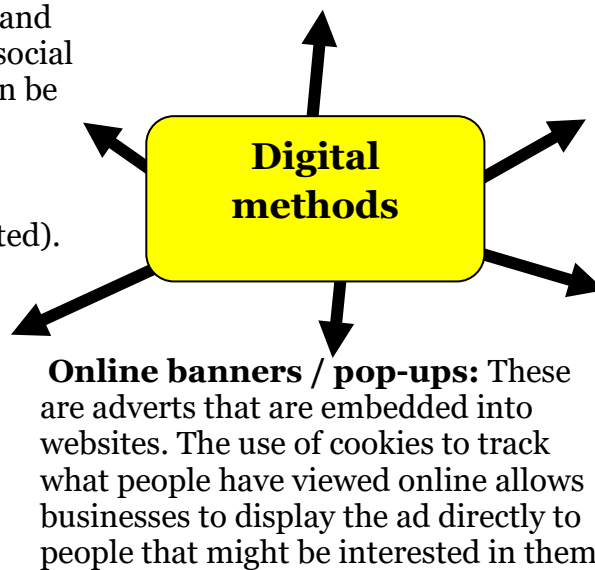 and
social
n be
ted).
Digital
methods
Online banners / pop-ups: These
are adverts that are embedded into
websites. The use of cookies to track
what people have viewed online allows
businesses to display the ad directly to
people that might be interested in them